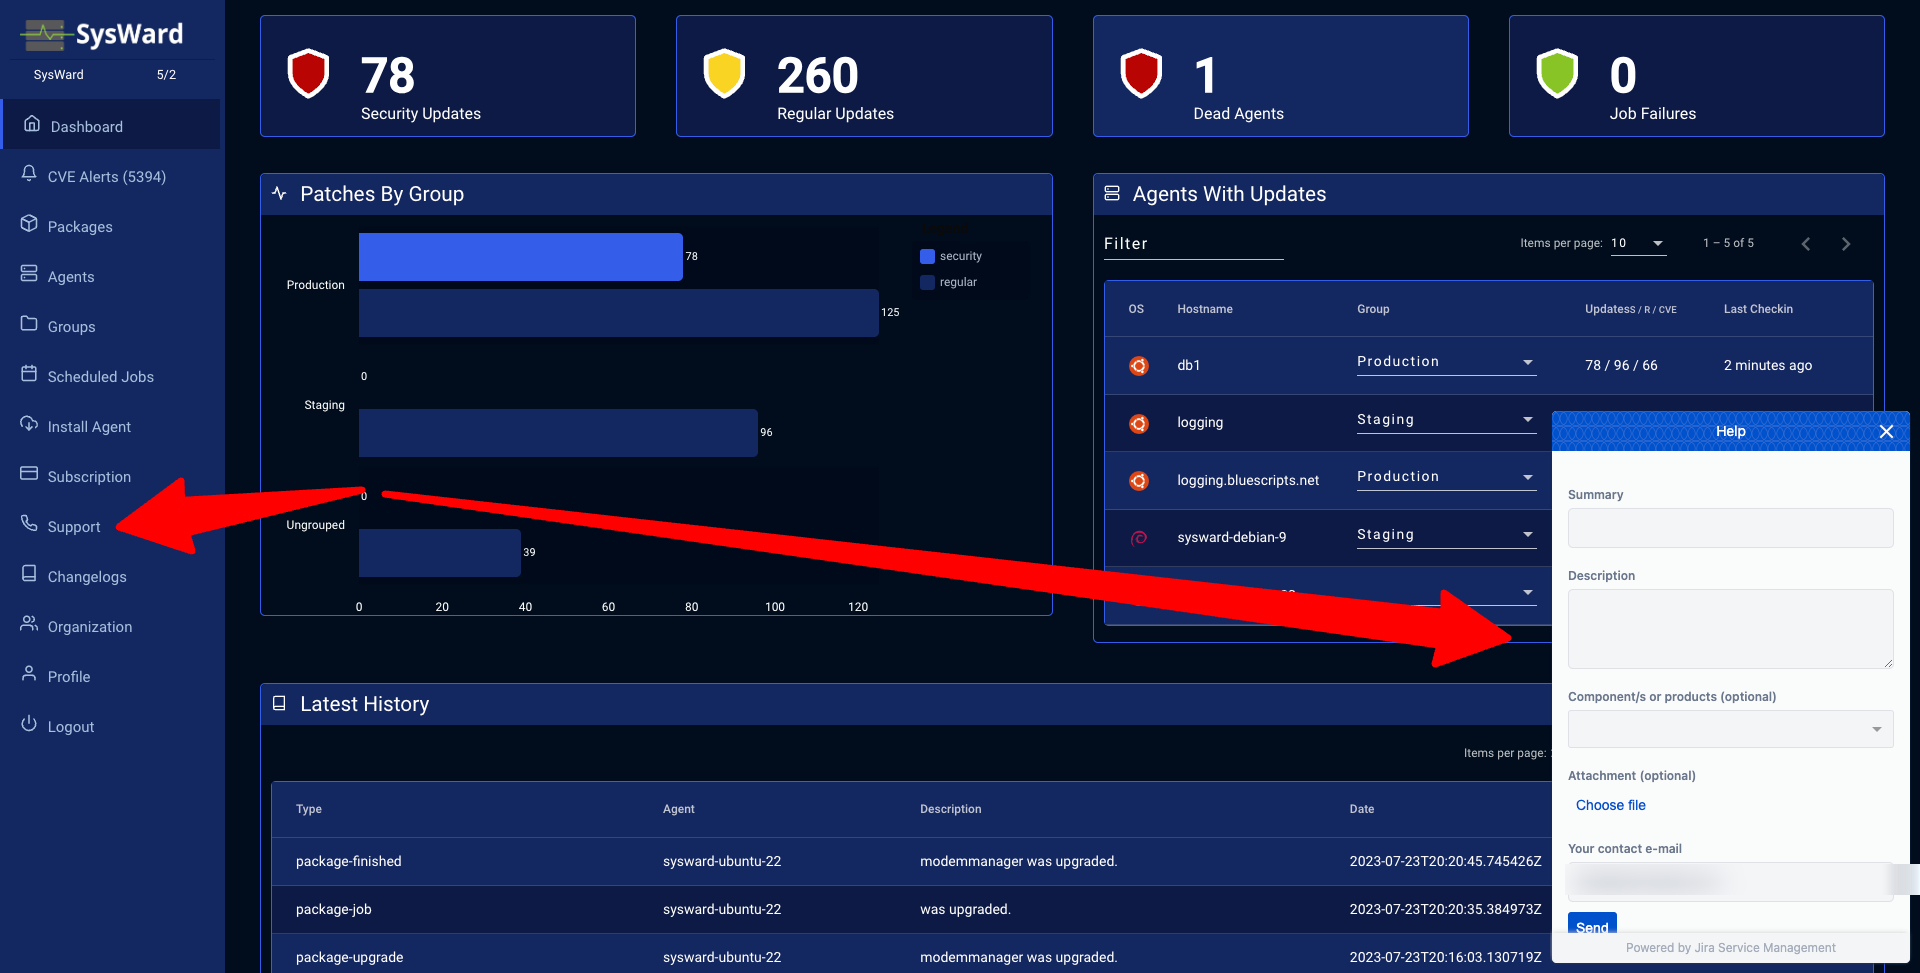 SysWard
SysWard 5/2
Dashboard
CVE Alerts (5394)
Packages
Agents
Groups
Scheduled Jobs
Install Agent
Subscription
Support
Changelogs
Organization
Profile
Logout
78
Security Updates
260
Regular Updates
1
Dead Agents
0
Job Failures
Patches By Group
security
regular
Production
78
125
Staging
0
96
Ungrouped
0
39
0 20 40 60 80 100 120
Agents With Updates
Filter
Items per page: 10 1 – 5 of 5
OS Hostname Group Updates S / R / CVE Last Checkin
db1 Production 78 / 96 / 66 2 minutes ago
logging Staging
logging.bluescripts.net Production
sysward-debian-9 Staging
Latest History
Items per page:
Type Agent Description Date
package-finished sysward-ubuntu-22 modemmanager was upgraded. 2023-07-23T20:20:45.745426Z
package-job sysward-ubuntu-22 was upgraded. 2023-07-23T20:20:35.384973Z
package-upgrade sysward-ubuntu-22 modemmanager was upgraded. 2023-07-23T20:16:03.130719Z
Help
Summary
Description
Component/s or products (optional)
Attachment (optional)
Choose file
Your contact e-mail
Send
Powered by Jira Service Management